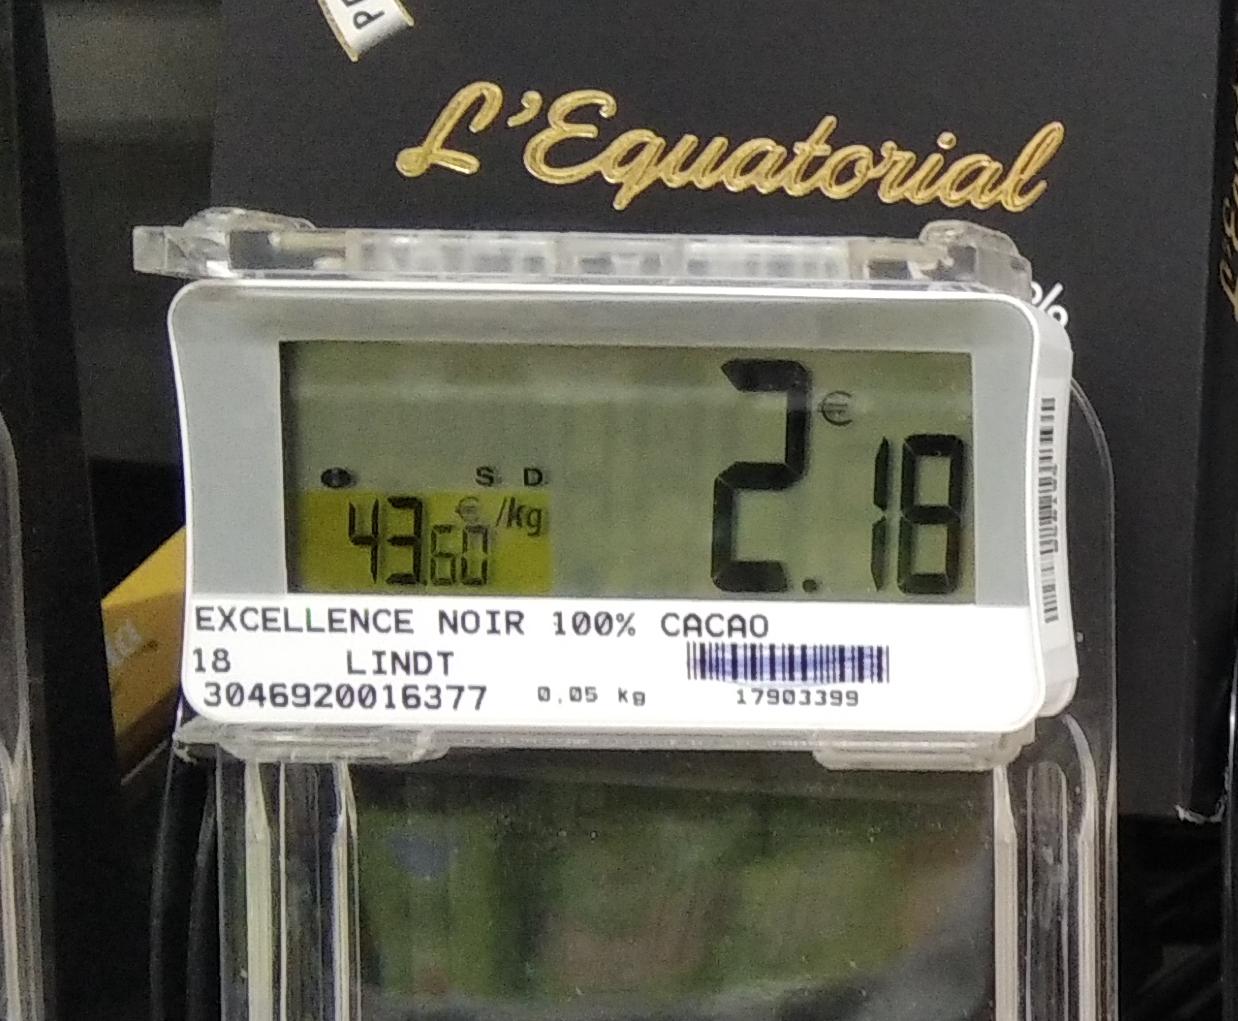 L'Equatorial
%
2.€18
S D
43.60 € /kg
EXCELLENCE NOIR 100% CACAO
18 LINDT
3046920016377 0.05 kg 17903399